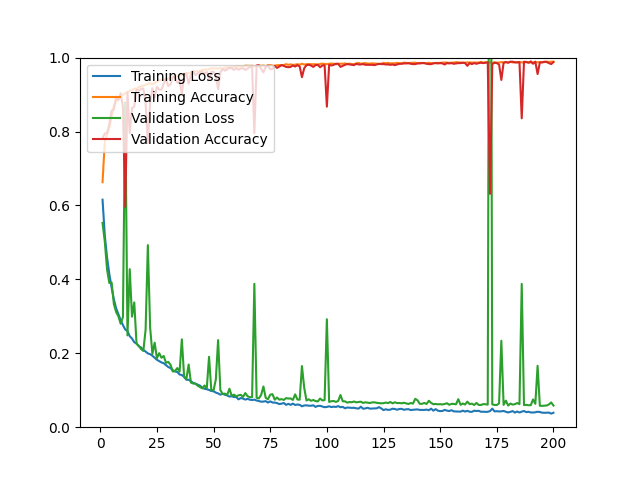 1.0
0.8
0.6
0.4
0.2
0.0
Training Loss
Training Accuracy
Validation Loss
Validation Accuracy
0 25 50 75 100 125 150 175 200